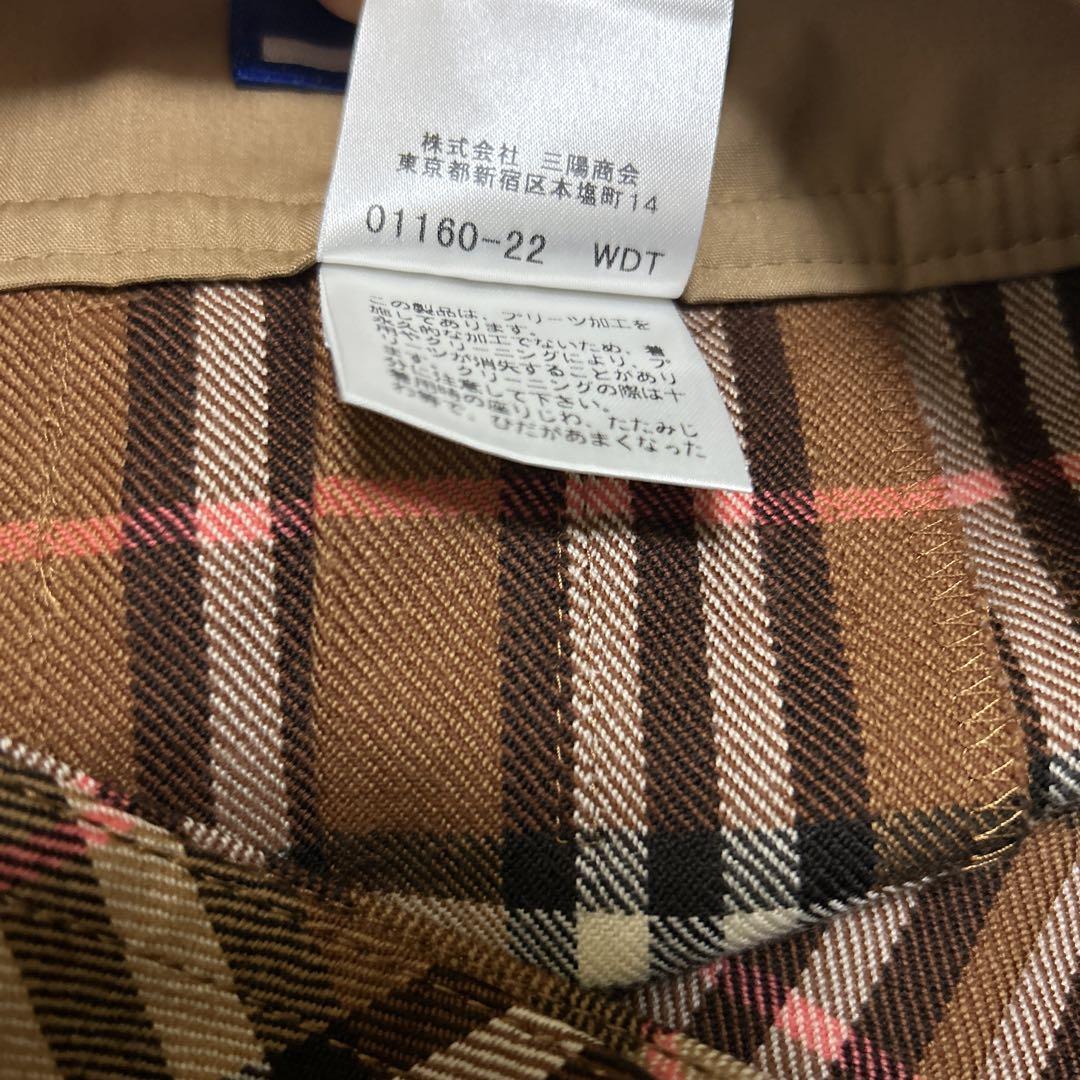 株式会社 三陽商会
東京都新宿区本塩町14
01160-22 WDT
この製品は、プリーツ加工を
施してあります。
永久的な加工でないため、着
用やクリーニングにより、プ
リーツが消失することがあり
ます。クリーニングの際は十
分に注意して下さい。
着用時の座りじわ、たたみじ
わ等で、ひだがあまくなった